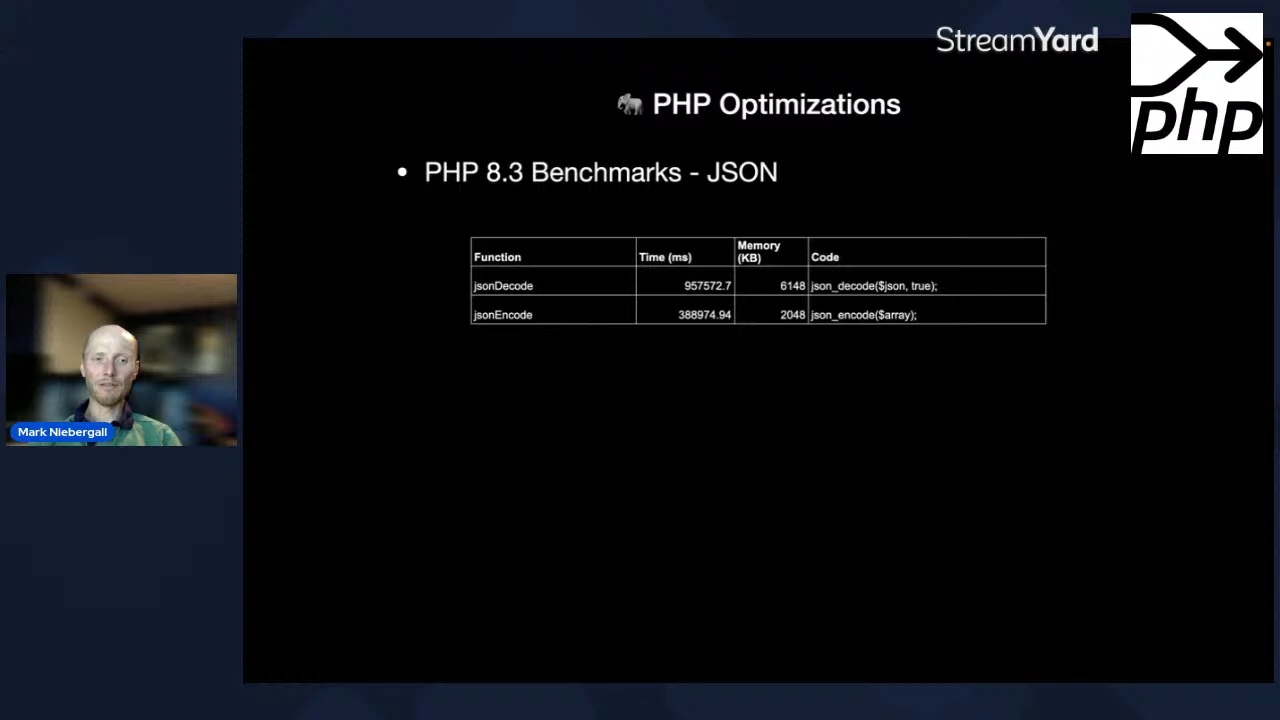 StreamYard
php
PHP Optimizations
• PHP 8.3 Benchmarks - JSON
Function Time (ms) Memory (KB) Code
jsonDecode 957572.7 6148 json_decode($json, true);
jsonEncode 388974.94 2048 json_encode($array);
Mark Niebergall